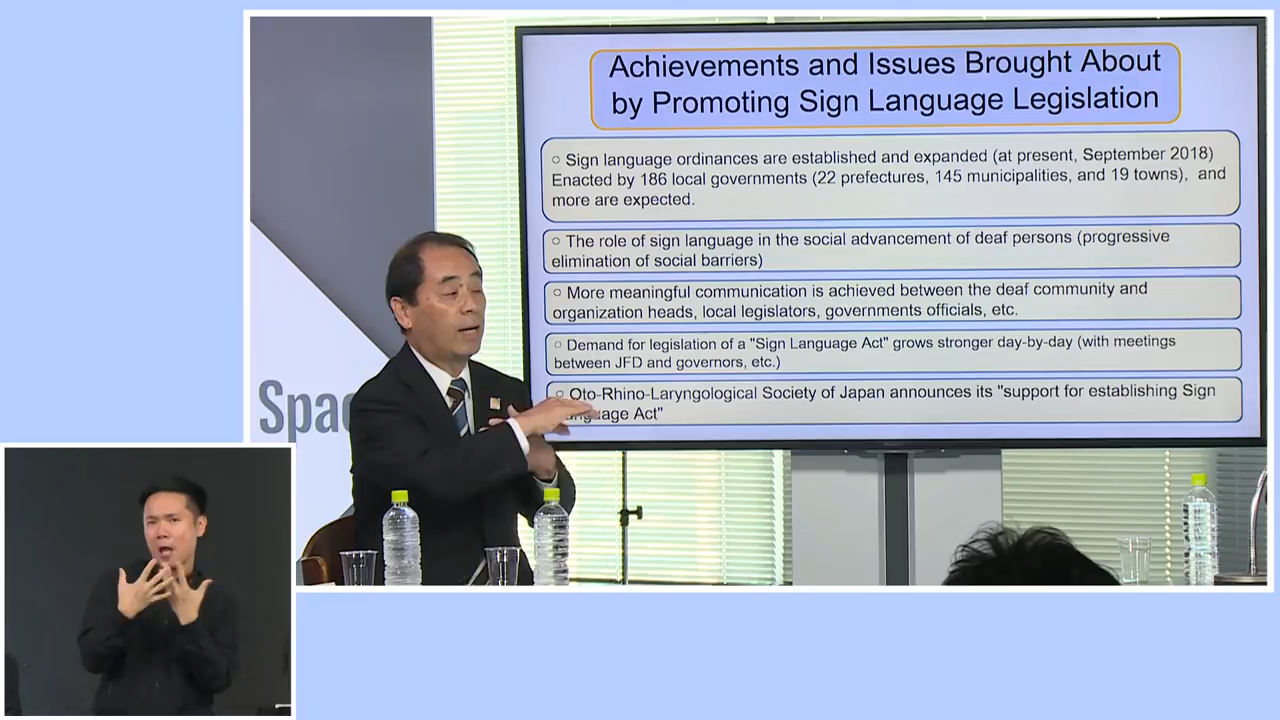 Achievements and Issues Brought About
by Promoting Sign Language Legislation
○ Sign language ordinances are established and expanded (at present, September 2018)
Enacted by 186 local governments (22 prefectures, 145 municipalities, and 19 towns), and
more are expected.
○ The role of sign language in the social advancement of deaf persons (progressive
elimination of social barriers)
○ More meaningful communication is achieved between the deaf community and
organization heads, local legislators, governments officials, etc.
○ Demand for legislation of a "Sign Language Act" grows stronger day-by-day (with meetings
between JFD and governors, etc.)
○ Oto-Rhino-Laryngological Society of Japan announces its "support for establishing Sign
Language Act"